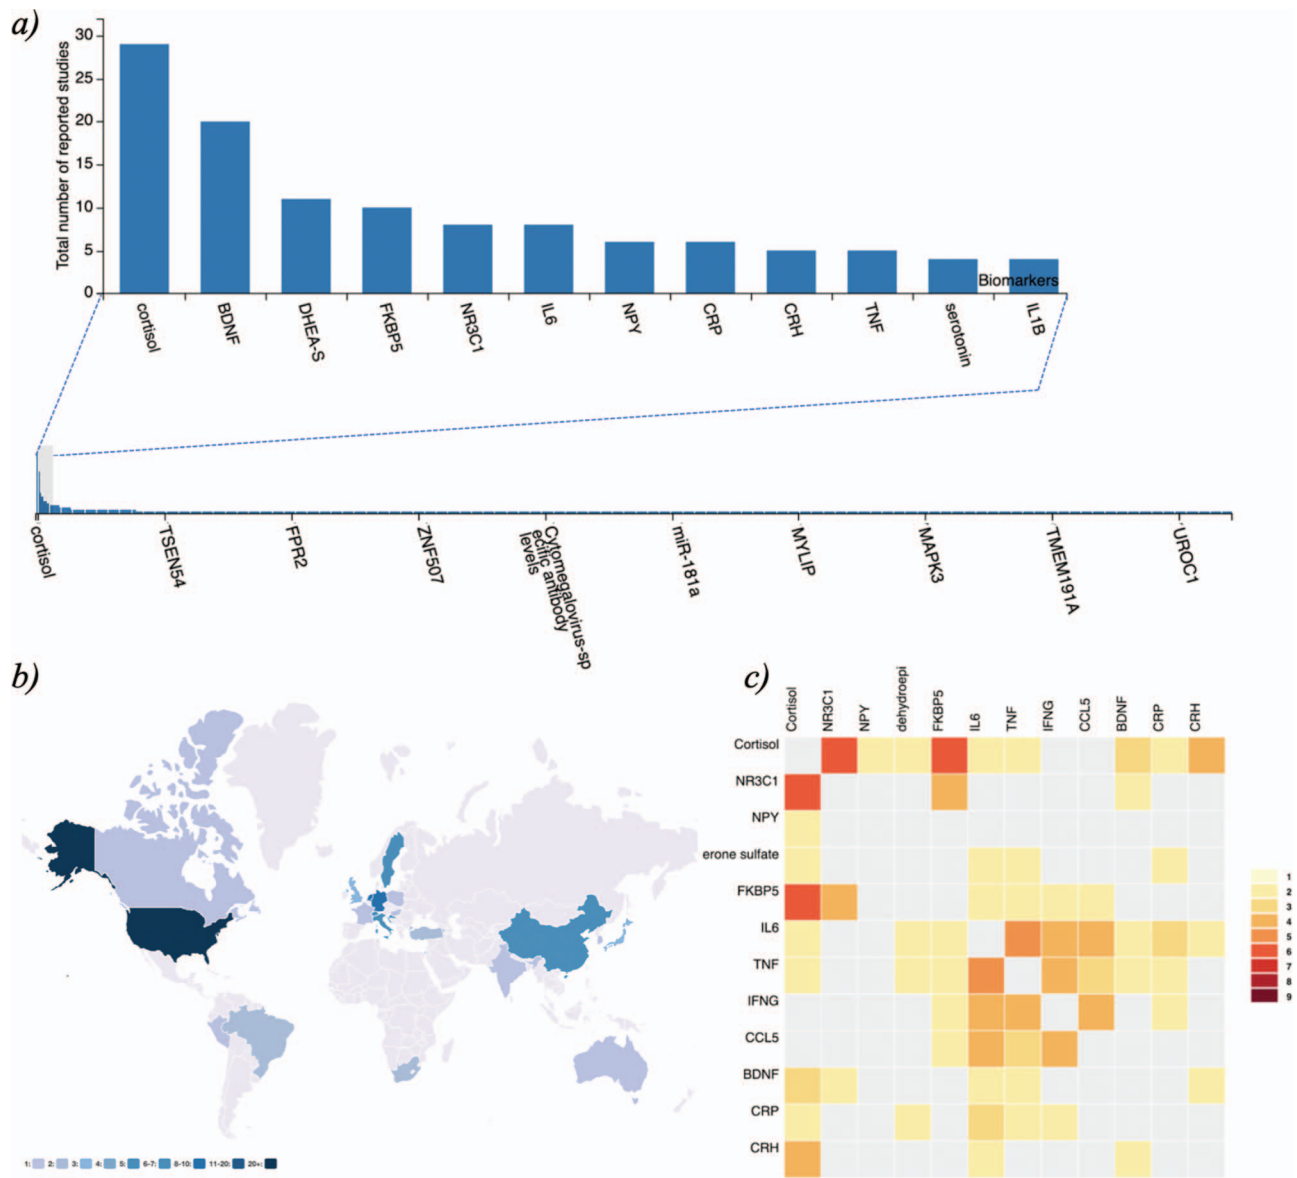 a)
Total number of reported studies
30
25
20
15
10
5
0
Biomarkers
cortisol
BDNF
DHEA-S
FKBP5
NR3C1
IL6
NPY
CRP
CRH
TNF
serotonin
IL1B
cortisol
TSEN54
FPR2
ZNF507
Cytomegalovirus-sp
ecific antibody
levels
miR-181a
MYLIP
MAPK3
TMEM191A
UROC1
b)
1: 2: 3: 4: 5: 6-7: 8-10: 11-20: 20+:
c)
Cortisol
NR3C1
NPY
dehydroepi
FKBP5
IL6
TNF
IFNG
CCL5
BDNF
CRP
CRH
Cortisol
NR3C1
NPY
erone sulfate
FKBP5
IL6
TNF
IFNG
CCL5
BDNF
CRP
CRH
1
2
3
4
5
6
7
8
9